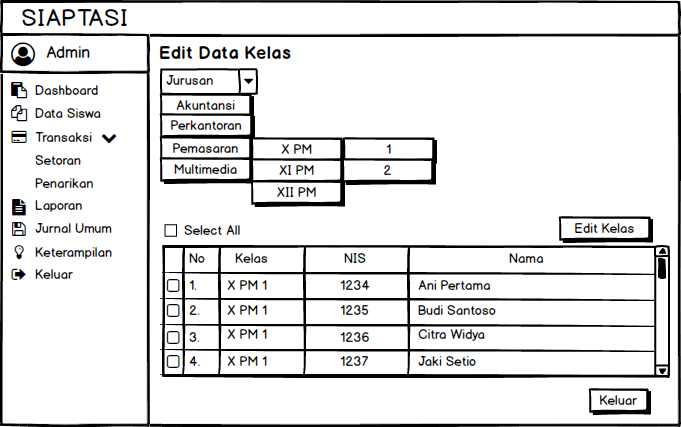 SIAPTASI
Admin
Dashboard
Data Siswa
Transaksi
Setoran
Penarikan
Laporan
Jurnal Umum
Keterampilan
Keluar
Edit Data Kelas
Jurusan
Akuntansi
Perkantoran
Pemasaran X PM 1
Multimedia XI PM 2
XII PM
Select All
Edit Kelas
No Kelas NIS Nama
1. X PM 1 1234 Ani Pertama
2. X PM 1 1235 Budi Santoso
3. X PM 1 1236 Citra Widya
4. X PM 1 1237 Jaki Setio
Keluar